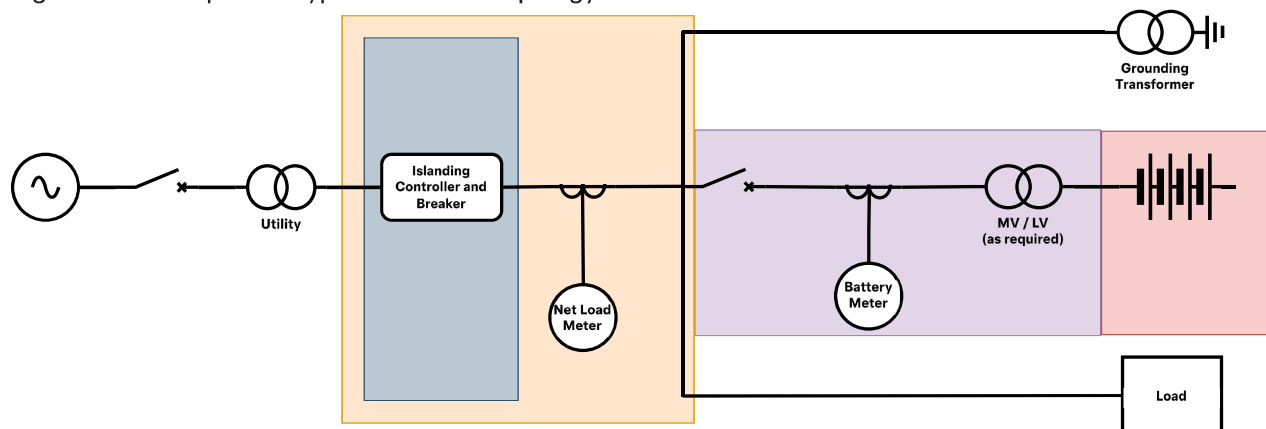 Grounding
Transformer
Islanding
Controller and
Breaker
Utility
MV / LV
(as required)
Battery
Meter
Net Load
Meter
Load